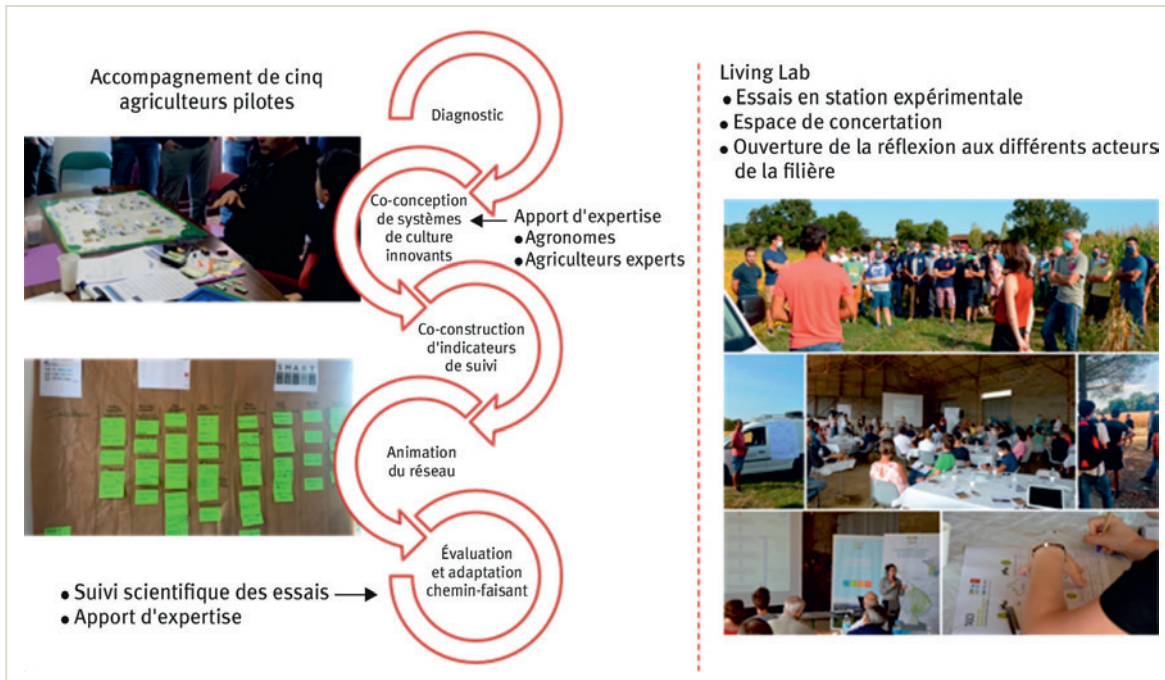 Accompagnement de cinq
agriculteurs pilotes
Diagnostic
Co-conception
de systèmes
de culture
innovants
Apport d'expertise
● Agronomes
● Agriculteurs experts
Co-construction
d'indicateurs
de suivi
Animation
du réseau
Évaluation
et adaptation
chemin-faisant
● Suivi scientifique des essais
● Apport d'expertise
SMART
Living Lab
● Essais en station expérimentale
● Espace de concertation
● Ouverture de la réflexion aux différents acteurs
de la filière